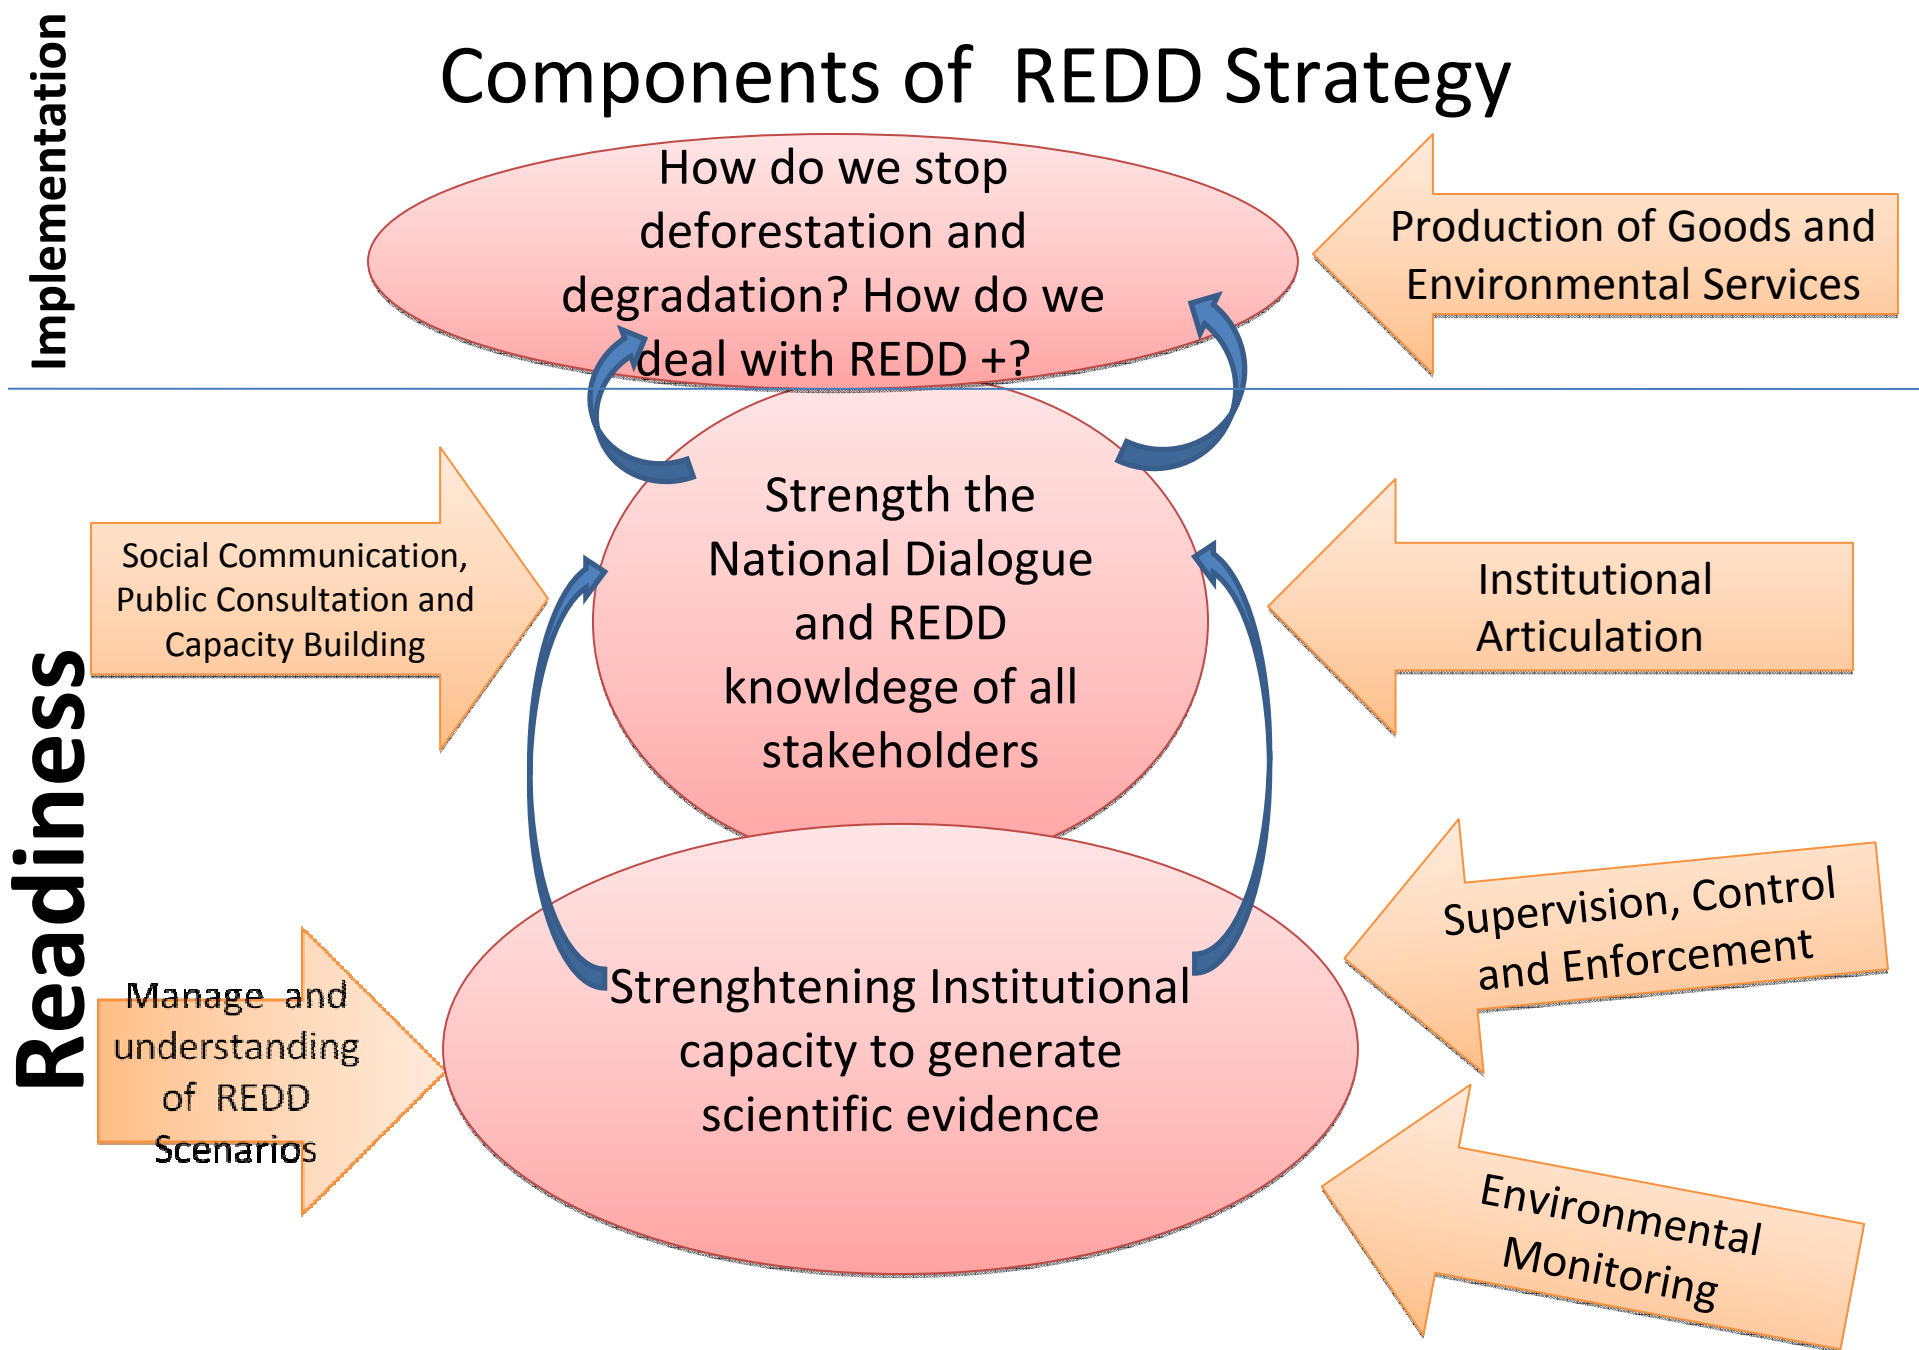 Implementation
Components of REDD Strategy
How do we stop
deforestation and
degradation? How do we
deal with REDD +?
Production of Goods and
Environmental Services
Readiness
Social Communication,
Public Consultation and
Capacity Building
Strength the
National Dialogue
and REDD
knowldege of all
stakeholders
Institutional
Articulation
Manage and
understanding
of REDD
Scenarios
Strenghtening Institutional
capacity to generate
scientific evidence
Supervision, Control
and Enforcement
Environmental
Monitoring